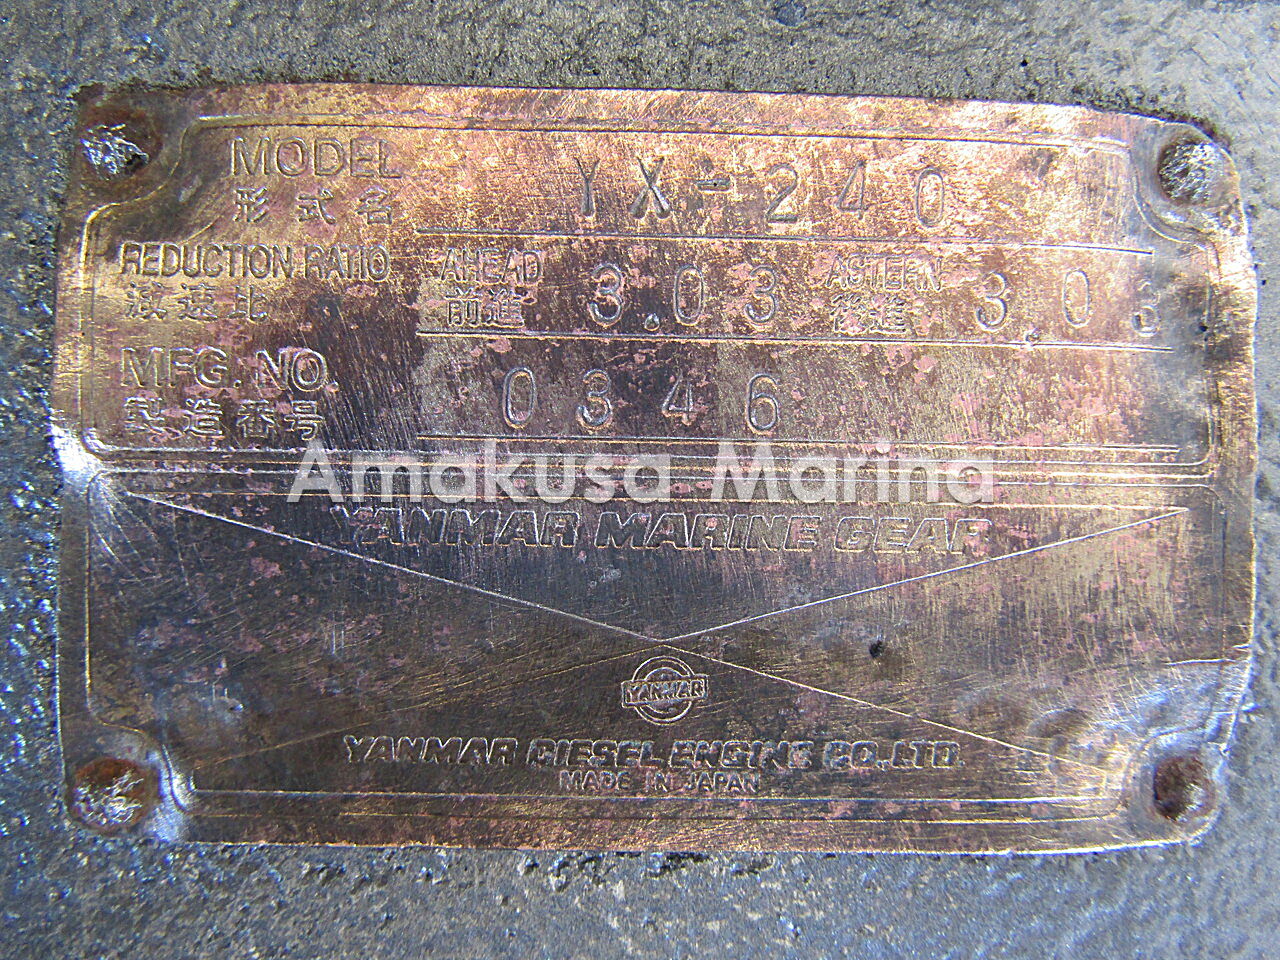 MODEL YX-240
形式名
REDUCTION RATIO AHEAD 3.03 ASTERN 3.03
減速比 前進 後進
MFG. NO. 0346
製造番号
Amakusa Marina
YANMAR MARINE GEAR
YANMAR
YANMAR DIESEL ENGINE CO.,LTD.
MADE IN JAPAN